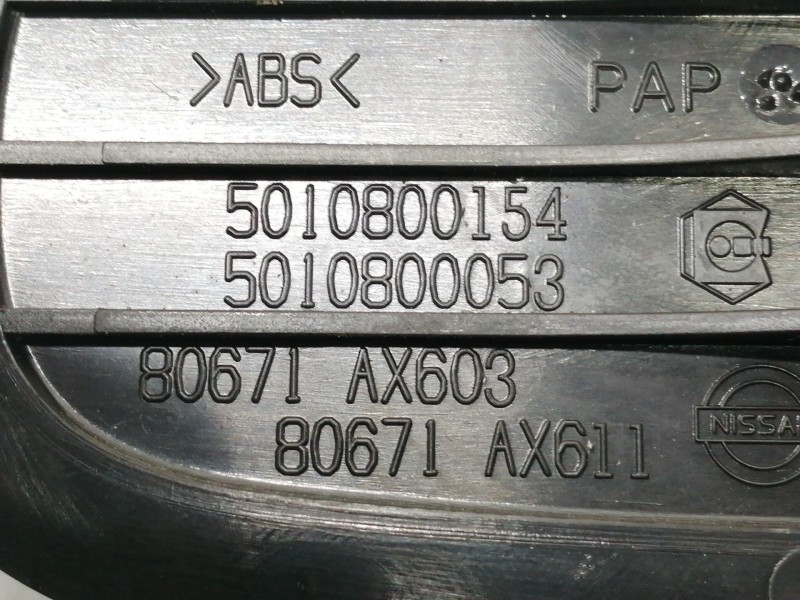 >ABS< PAP
5010800154
5010800053
80671 AX603
80671 AX611
NISSAN